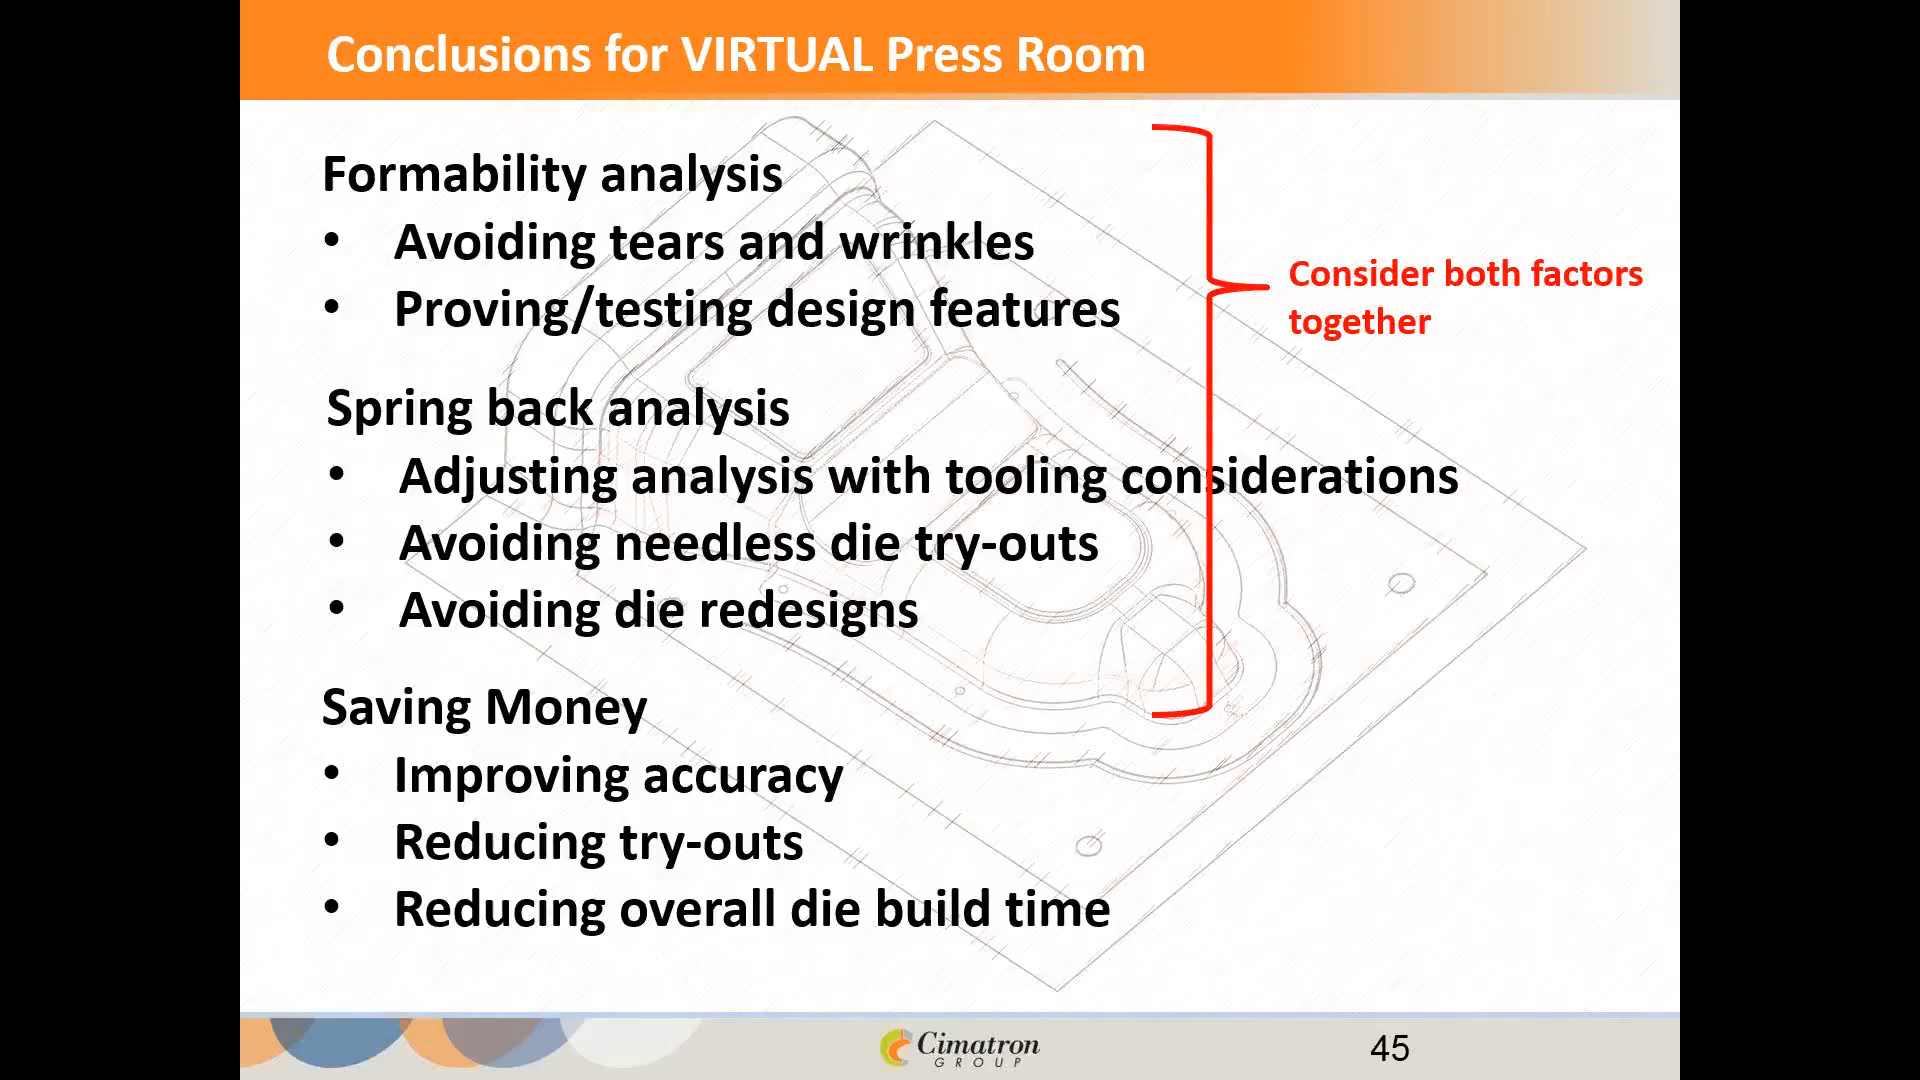 Conclusions for VIRTUAL Press Room
Formability analysis
• Avoiding tears and wrinkles
• Proving/testing design features
Consider both factors
together
Spring back analysis
• Adjusting analysis with tooling considerations
• Avoiding needless die try-outs
• Avoiding die redesigns
Saving Money
• Improving accuracy
• Reducing try-outs
• Reducing overall die build time
Cimatron
GROUP
45